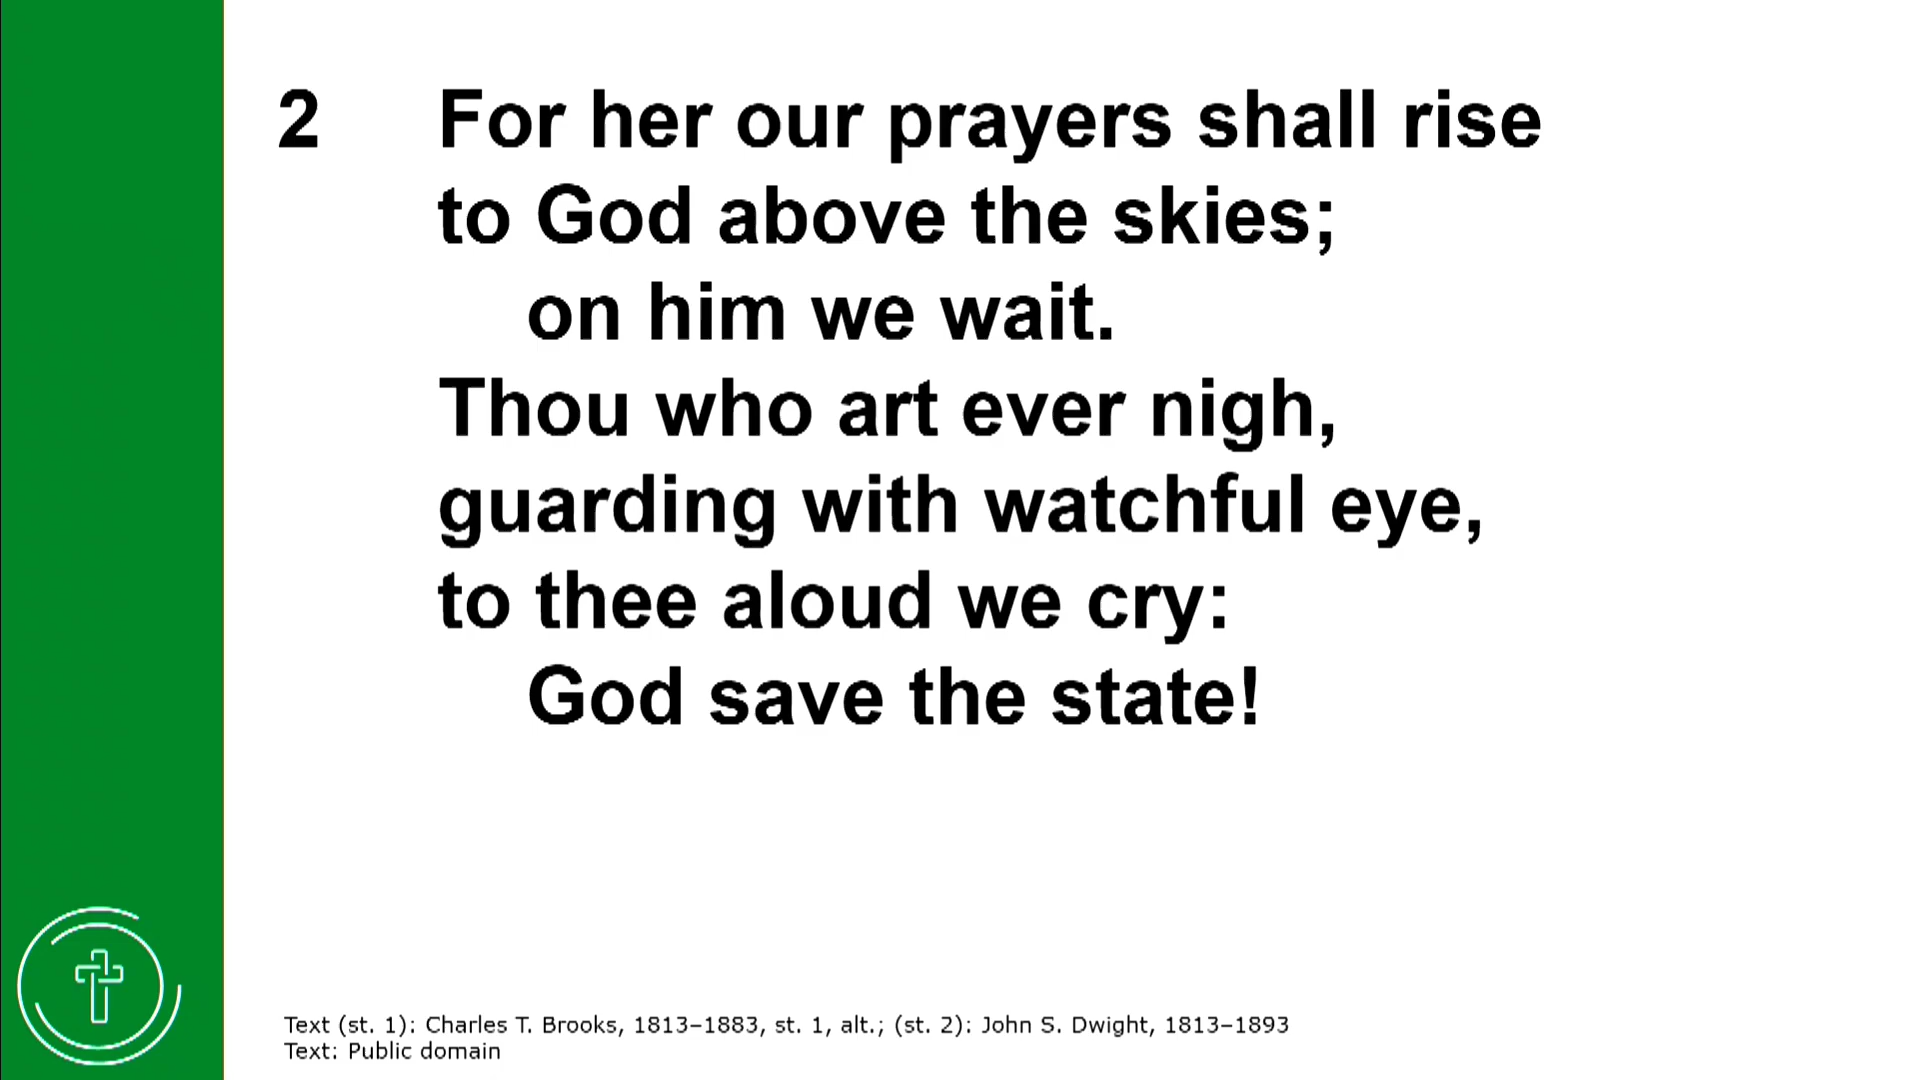 2 For her our prayers shall rise
to God above the skies;
on him we wait.
Thou who art ever nigh,
guarding with watchful eye,
to thee aloud we cry:
God save the state!
Text (st. 1): Charles T. Brooks, 1813–1883, st. 1, alt.; (st. 2): John S. Dwight, 1813–1893
Text: Public domain